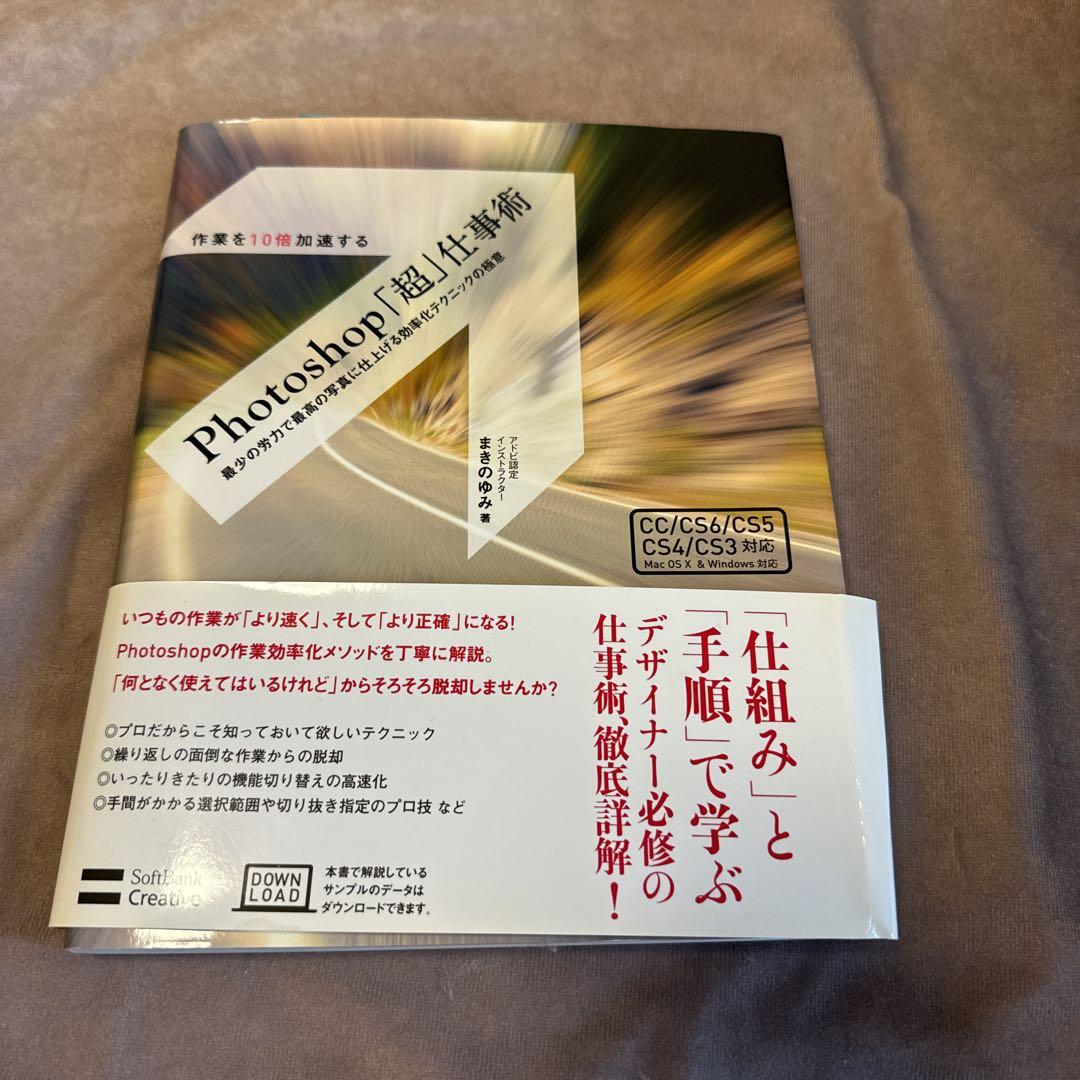 作業を10倍加速する
Photoshop「超」仕事術
最少の労力で最高の写真に仕上げる効率化テクニックの極意
アドビ認定
インストラクター
まきのゆみ 著
CC/CS6/CS5
CS4/CS3 対応
Mac OS X & Windows 対応
「仕組み」と
「手順」で学ぶ
デザイナー必修の
仕事術、徹底詳解!
いつもの作業が「より速く」、そして「より正確」になる!
Photoshopの作業効率化メソッドを丁寧に解説。
「何となく使えてはいるけれど」からそろそろ脱却しませんか?
◎プロだからこそ知っておいて欲しいテクニック
◎繰り返しの面倒な作業からの脱却
◎いったりきたりの機能切り替えの高速化
◎手間がかかる選択範囲や切り抜き指定のプロ技 など
SoftBank
Creative
DOWN
LOAD
本書で解説している
サンプルのデータは
ダウンロードできます。